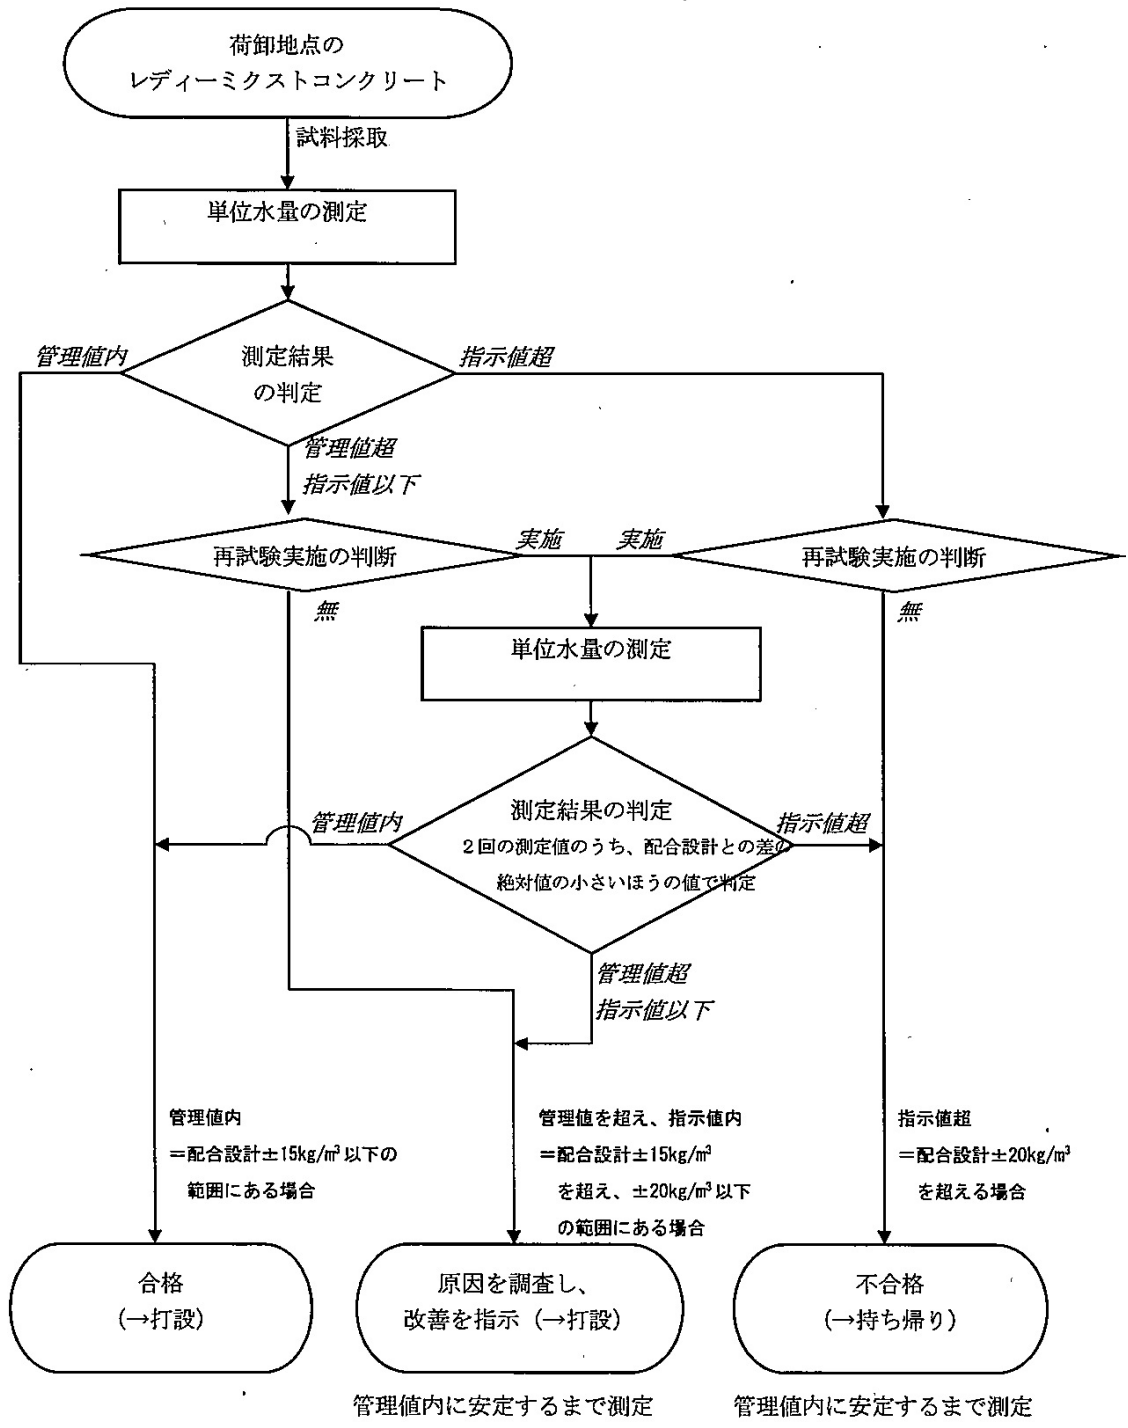 荷卸地点の
レディーミクストコンクリート
試料採取
単位水量の測定
管理値内
測定結果
の判定
指示値超
管理値超
指示値以下
再試験実施の判断
実施
実施
再試験実施の判断
無
無
単位水量の測定
管理値内
測定結果の判定
２回の測定値のうち、配合設計との差の
絶対値の小さいほうの値で判定
指示値超
管理値超
指示値以下
管理値内
＝配合設計±15kg/m³以下の
範囲にある場合
管理値を超え、指示値内
＝配合設計±15kg/m³
を超え、±20kg/m³以下
の範囲にある場合
指示値超
＝配合設計±20kg/m³
を超える場合
合格
(→打設)
原因を調査し、
改善を指示（→打設）
不合格
(→持ち帰り)
管理値内に安定するまで測定
管理値内に安定するまで測定